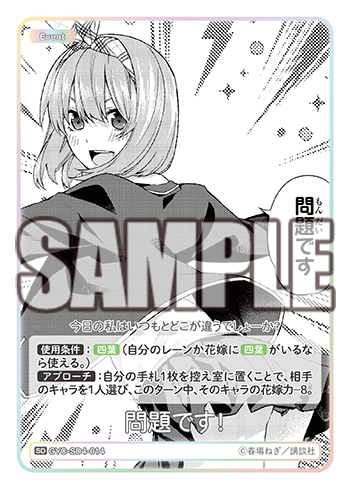 Event
問題です
もんだい
SAMPLE
今日の私はいつもとどこが違うでしょーか?
使用条件:四葉(自分のレーンか花嫁に四葉がいるな
ら使える。)
アプローチ:自分の手札1枚を控え室に置くことで、相手
のキャラを1人選び、このターン中、そのキャラの花嫁力-8。
問題です!
SD GYC-SD4-014
©春場ねぎ/講談社